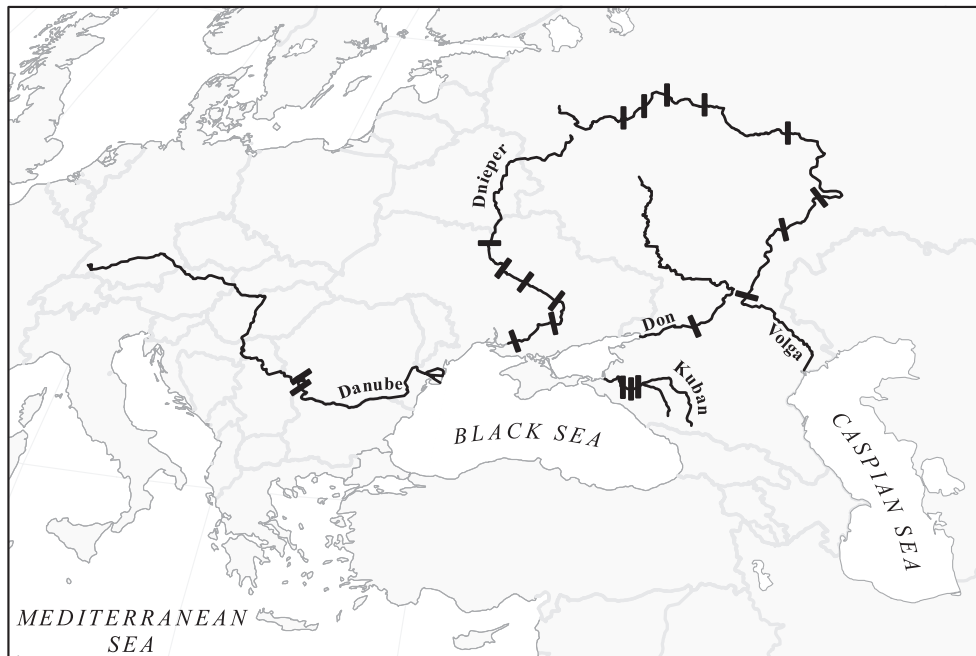 Dnieper
Don
Volga
Danube
Kuban
BLACK SEA
CASPIAN SEA
MEDITERRANEAN
SEA